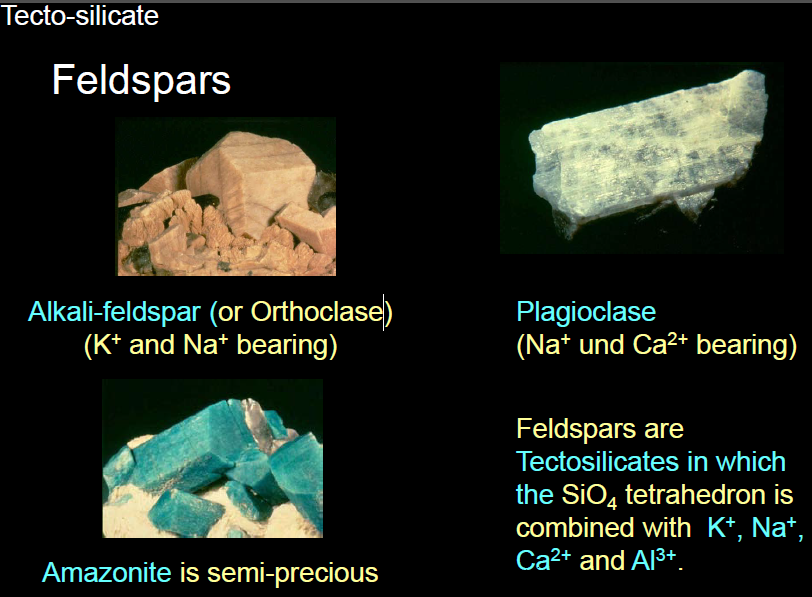 Tecto-silicate
Feldspars
Alkali-feldspar (or Orthoclase)
(K⁺ and Na⁺ bearing)
Amazonite is semi-precious
Plagioclase
(Na⁺ und Ca²⁺ bearing)
Feldspars are
Tectosilicates in which
the SiO₄ tetrahedron is
combined with K⁺, Na⁺,
Ca²⁺ and Al³⁺.